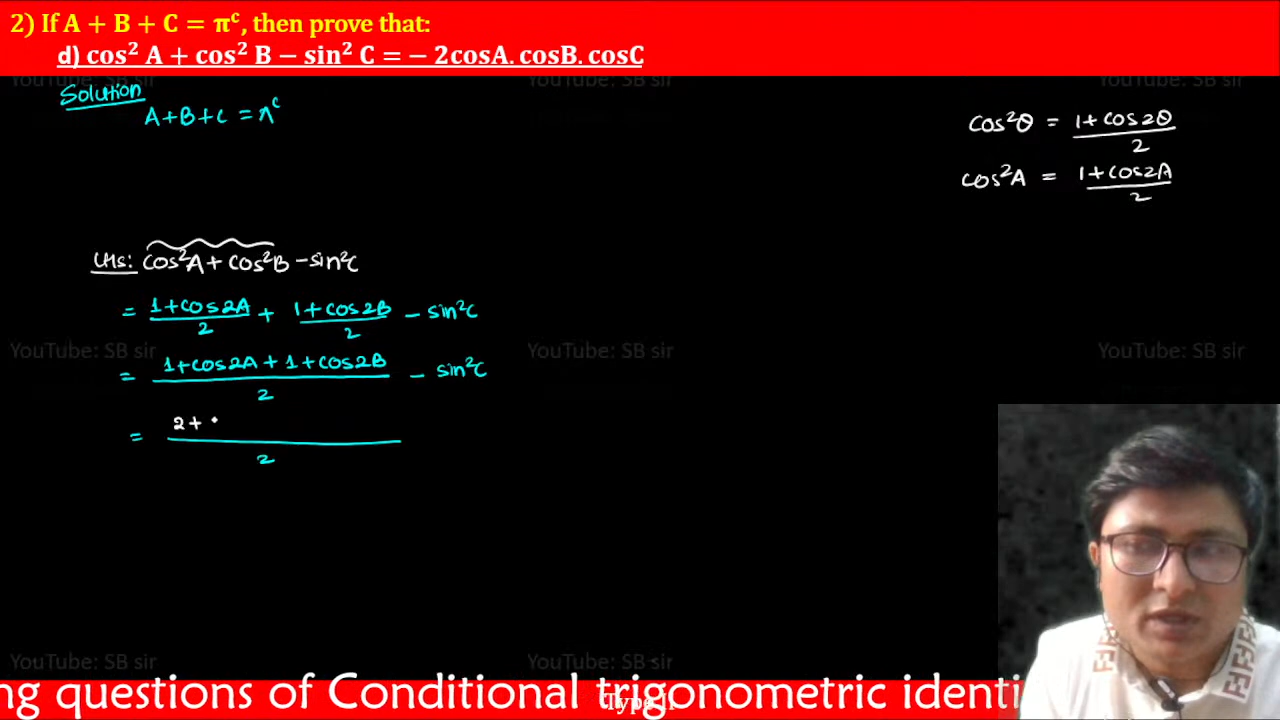 2) If A + B + C = πᶜ, then prove that:
d) cos² A + cos² B − sin² C = − 2cosA. cosB. cosC
YouTube: SB sir YouTube: SB sir YouTube: SB sir
Solution
A+B+C = πᶜ
cos²θ = (1+cos2θ)/2
cos²A = (1+cos2A)/2
LHS: cos²A + cos²B - sin²C
= (1+cos2A)/2 + (1+cos2B)/2 - sin²C
YouTube: SB sir YouTube: SB sir YouTube: SB sir
= (1+cos2A + 1+cos2B)/2 - sin²C
= (2+)/2
YouTube: SB sir YouTube: SB sir
ng questions of Conditional trigonometric identi
Type II